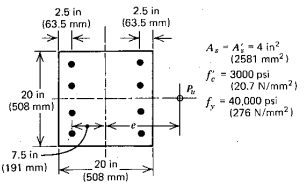 2.5 in
(63.5 mm)
2.5 in
(63.5 mm)
20 in
(508 mm)
7.5 in
(191 mm)
e
Pu
20 in
(508 mm)
As = A's = 4 in²
(2581 mm²)
f'c = 3000 psi
(20.7 N/mm²)
fy = 40,000 psi
(276 N/mm²)